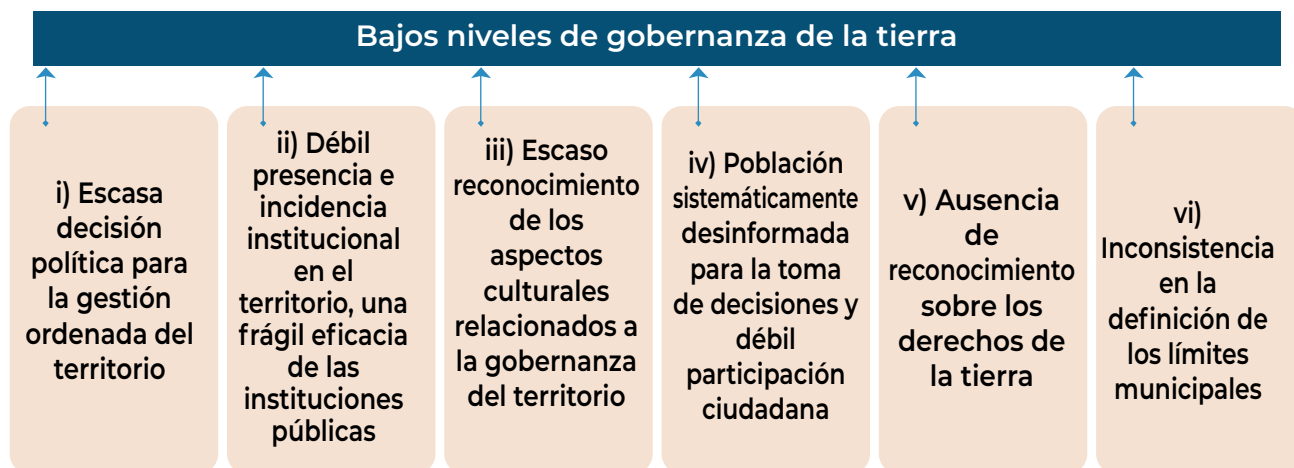 Bajos niveles de gobernanza de la tierra
i) Escasa
decisión
política para
la gestión
ordenada del
territorio
ii) Débil
presencia e
incidencia
institucional
en el
territorio, una
frágil eficacia
de las
instituciones
públicas
iii) Escaso
reconocimiento
de los
aspectos
culturales
relacionados a
la gobernanza
del territorio
iv) Población
sistemáticamente
desinformada
para la toma
de decisiones y
débil
participación
ciudadana
v) Ausencia
de
reconocimiento
sobre los
derechos de
la tierra
vi)
Inconsistencia
en la
definición de
los límites
municipales